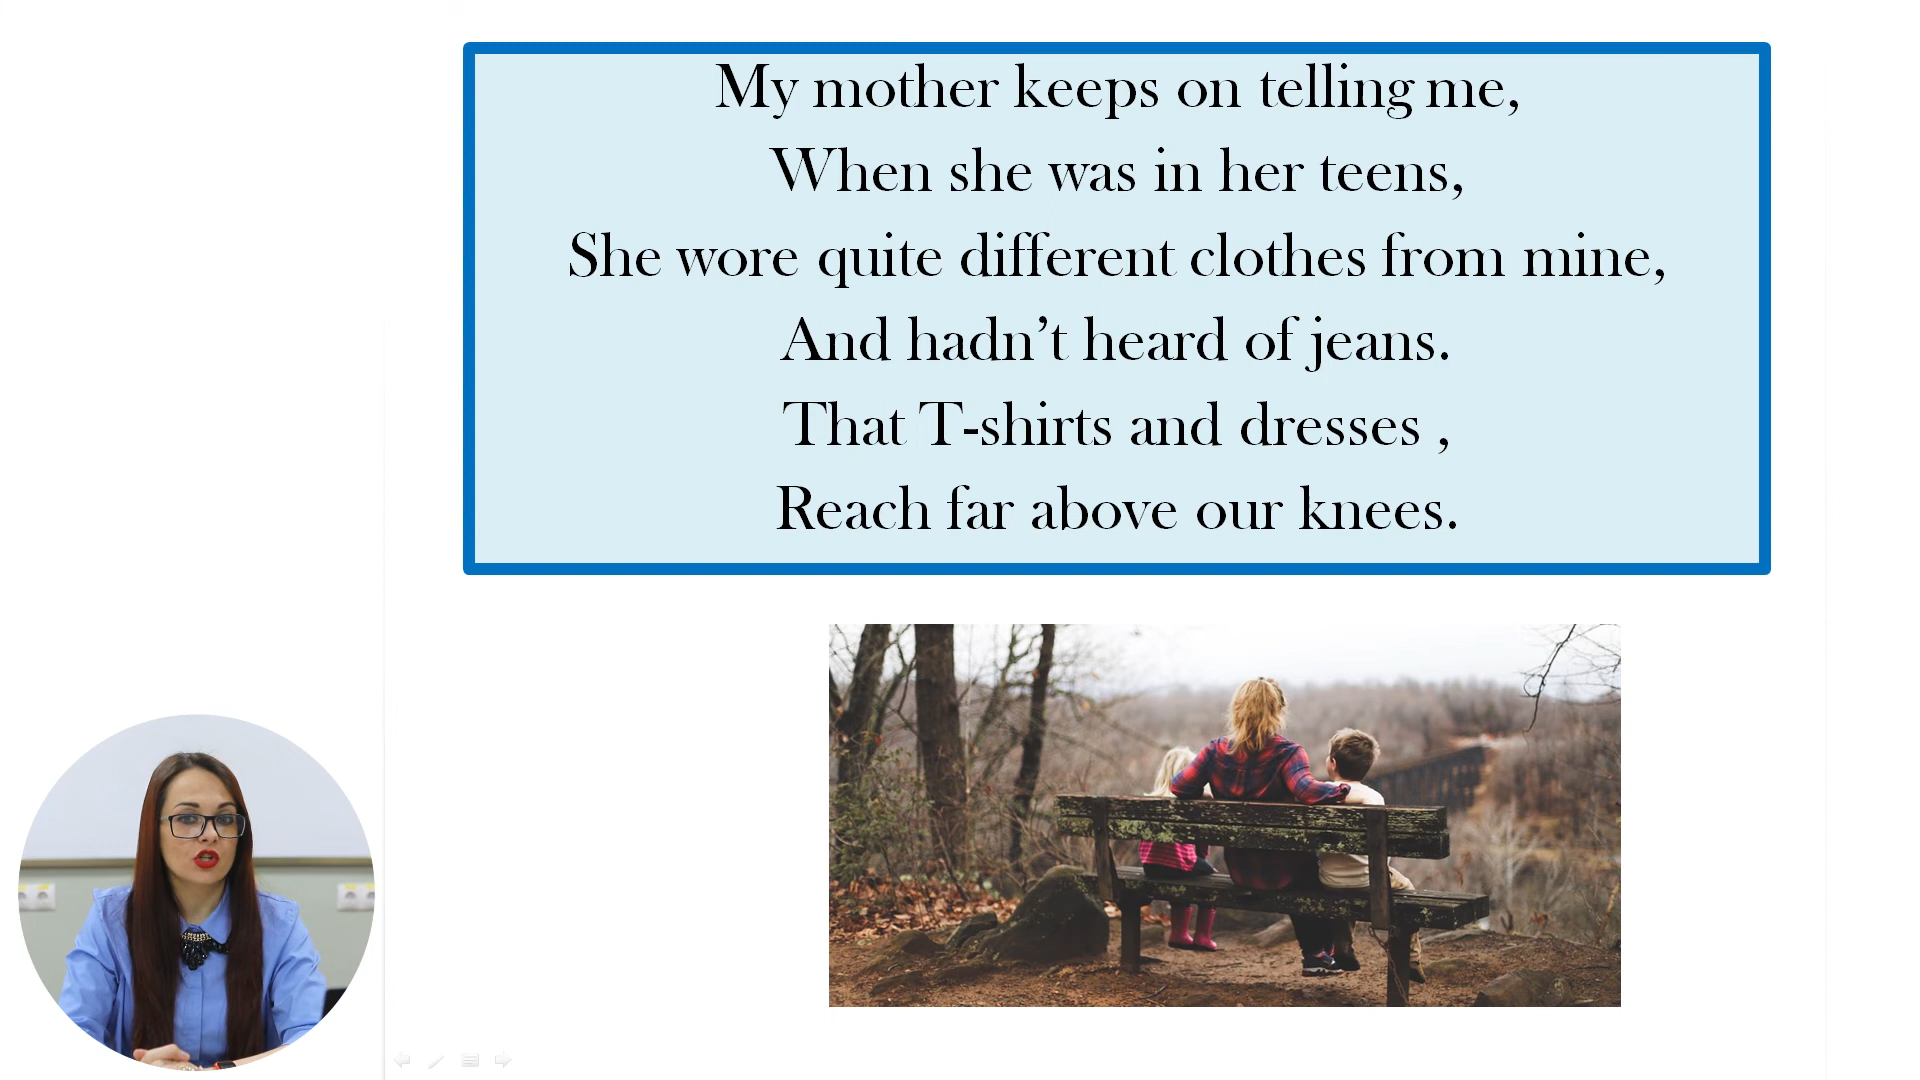 My mother keeps on telling me,
When she was in her teens,
She wore quite different clothes from mine,
And hadn’t heard of jeans.
That T-shirts and dresses ,
Reach far above our knees.